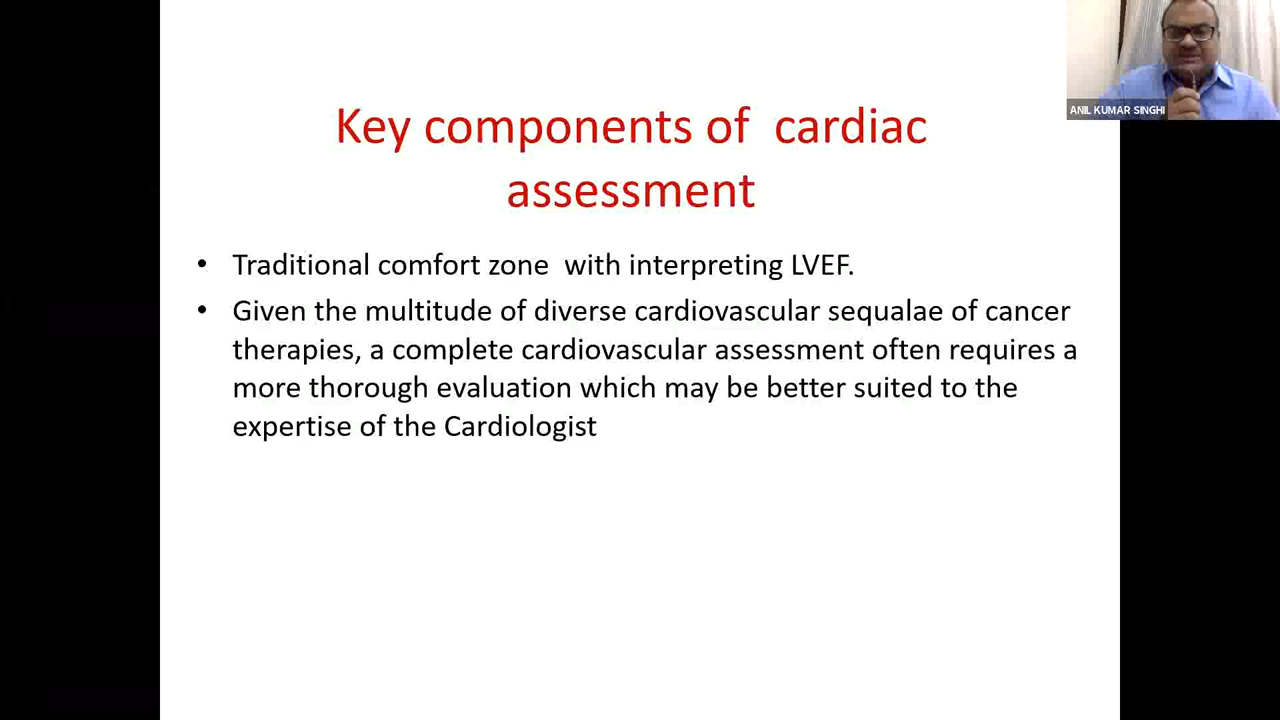 ANIL KUMAR SINGHI
Key components of cardiac
assessment
• Traditional comfort zone with interpreting LVEF.
• Given the multitude of diverse cardiovascular sequalae of cancer
therapies, a complete cardiovascular assessment often requires a
more thorough evaluation which may be better suited to the
expertise of the Cardiologist